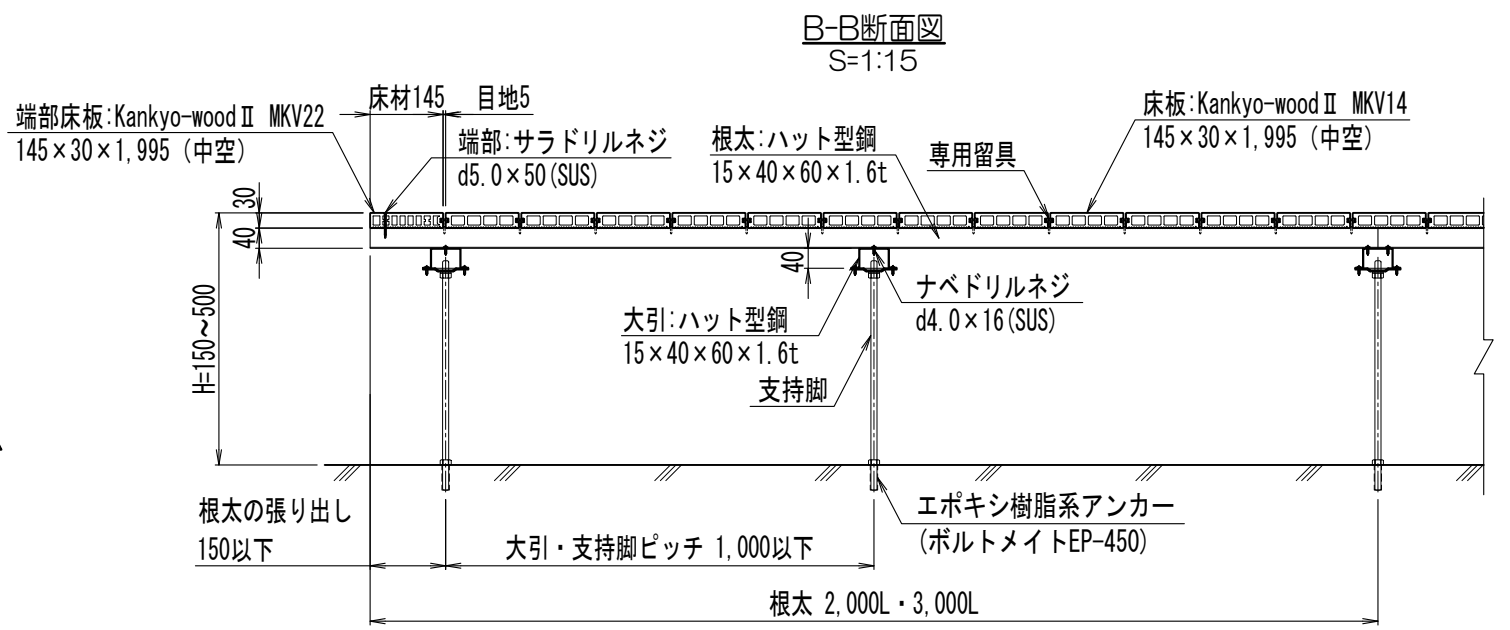 B-B断面図
S=1:15
床材145 目地5
端部床板:Kankyo-woodⅡ MKV22
145×30×1,995 (中空)
端部:サラドリルネジ
d5.0×50(SUS)
根太:ハット型鋼
15×40×60×1.6t
専用留具
床板:Kankyo-woodⅡ MKV14
145×30×1,995 (中空)
30
40
40
H=150~500
大引:ハット型鋼
15×40×60×1.6t
ナベドリルネジ
d4.0×16(SUS)
支持脚
根太の張り出し
150以下
大引・支持脚ピッチ 1,000以下
エポキシ樹脂系アンカー
(ボルトメイトEP-450)
根太 2,000L・3,000L